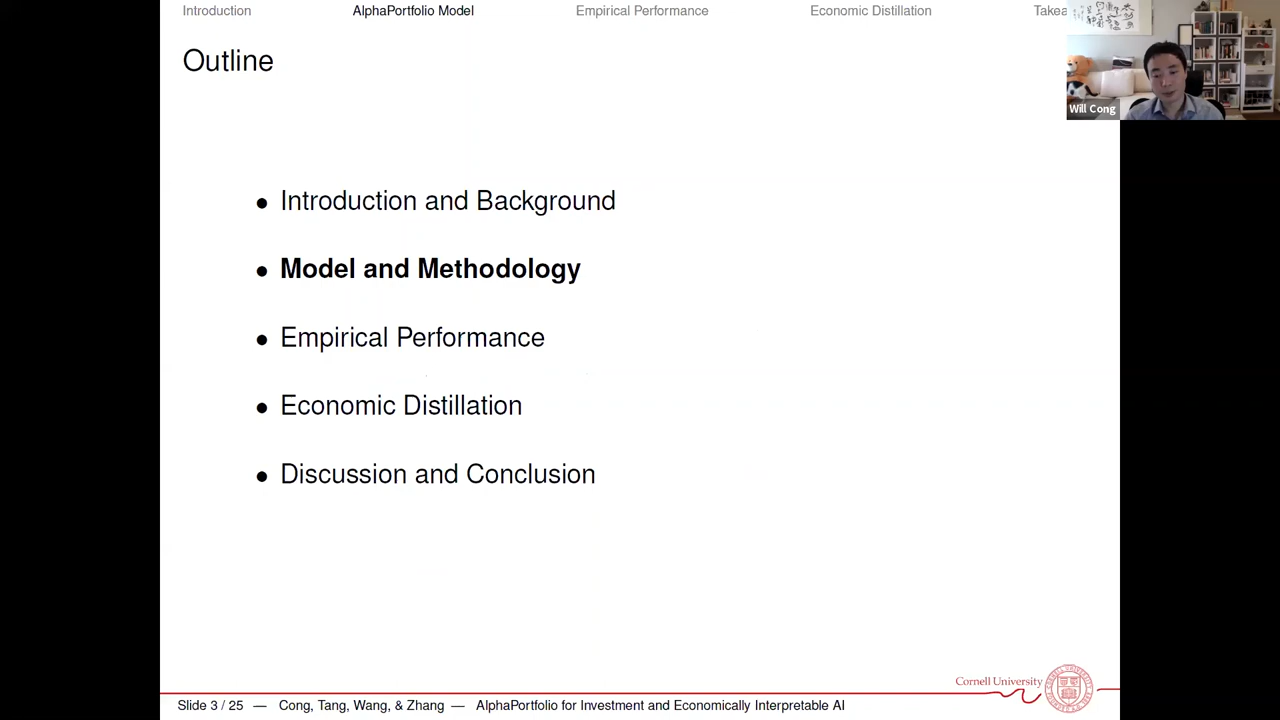 Introduction AlphaPortfolio Model Empirical Performance Economic Distillation
Outline
Will Cong
• Introduction and Background
• Model and Methodology
• Empirical Performance
• Economic Distillation
• Discussion and Conclusion
Cornell University
Slide 3 / 25 — Cong, Tang, Wang, & Zhang — AlphaPortfolio for Investment and Economically Interpretable AI